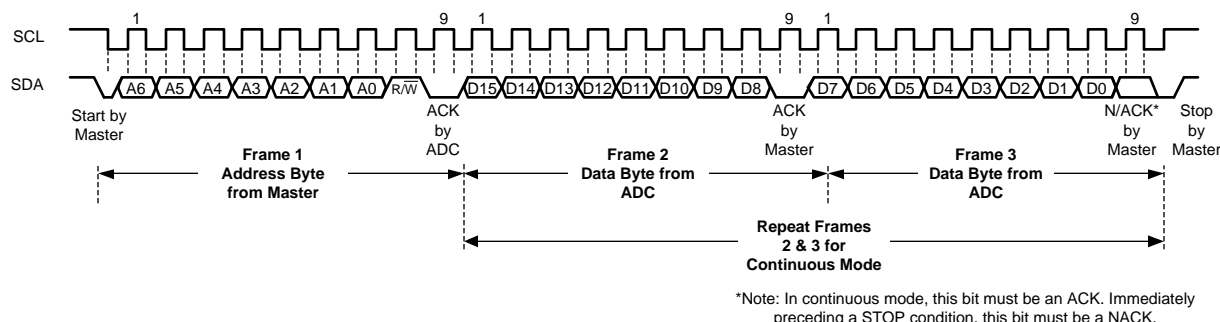 1 9 1 9 1 9
SCL
SDA
A6 A5 A4 A3 A2 A1 A0 R/W D15 D14 D13 D12 D11 D10 D9 D8 D7 D6 D5 D4 D3 D2 D1 D0
Start by
Master
ACK
by
ADC
ACK
by
Master
N/ACK*
by
Master
Stop
by
Master
Frame 1
Address Byte
from Master
Frame 2
Data Byte from
ADC
Frame 3
Data Byte from
ADC
Repeat Frames
2 & 3 for
Continuous Mode
*Note: In continuous mode, this bit must be an ACK. Immediately
preceding a STOP condition, this bit must be a NACK.